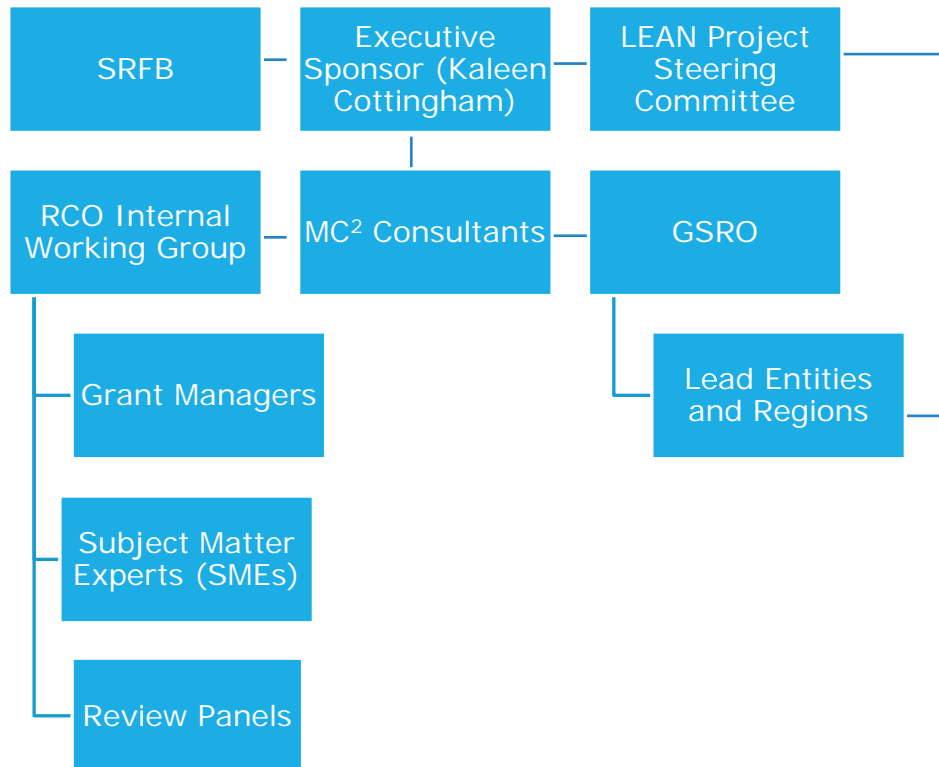 SRFB
Executive
Sponsor (Kaleen
Cottingham)
LEAN Project
Steering
Committee
RCO Internal
Working Group
MC² Consultants
GSRO
Grant Managers
Lead Entities
and Regions
Subject Matter
Experts (SMEs)
Review Panels